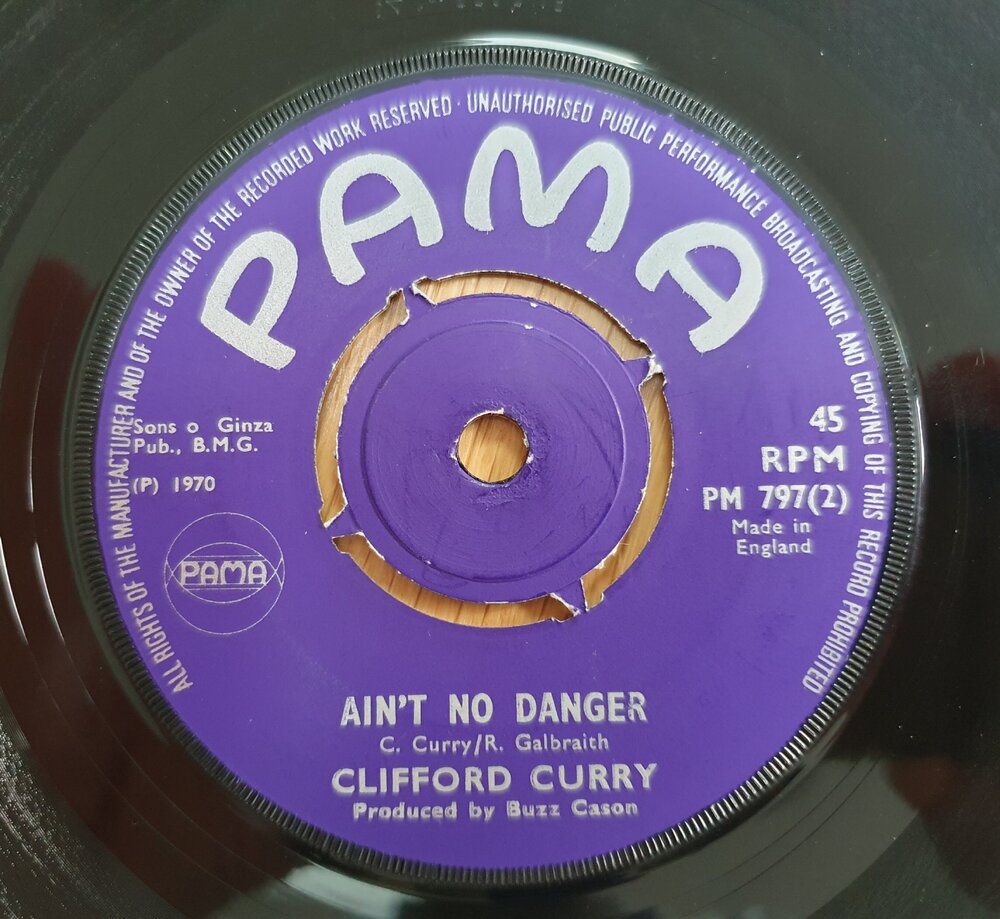 ALL RIGHTS OF THE MANUFACTURER AND OF THE OWNER OF THE RECORDED WORK RESERVED · UNAUTHORISED PUBLIC PERFORMANCE BROADCASTING AND COPYING OF THIS RECORD PROHIBITED
PAMA
Sons o Ginza
Pub., B.M.G.
(P) 1970
PAMA
45
RPM
PM 797(2)
Made in
England
AIN'T NO DANGER
C. Curry/R. Galbraith
CLIFFORD CURRY
Produced by Buzz Cason